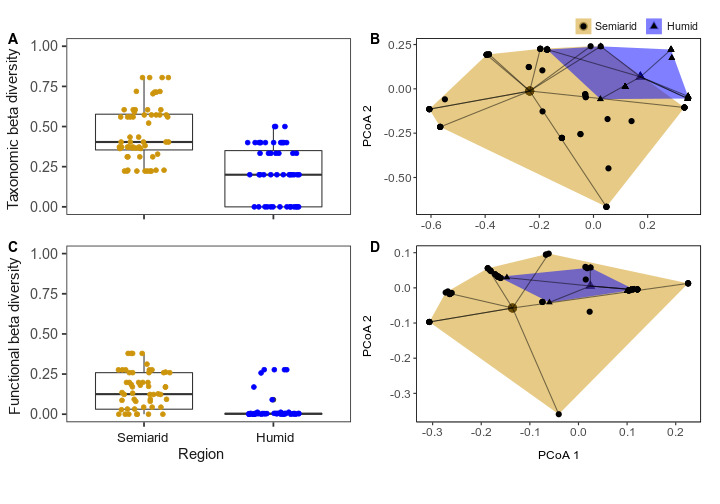 Semiarid Humid
A
B
1.00
0.75
0.50
0.25
0.00
Taxonomic beta diversity
0.25
0.00
-0.25
-0.50
PCoA 2
-0.6 -0.4 -0.2 0.0 0.2
C
D
1.00
0.75
0.50
0.25
0.00
Functional beta diversity
Semiarid Humid
Region
0.1
0.0
-0.1
-0.2
-0.3
PCoA 2
-0.3 -0.2 -0.1 0.0 0.1 0.2
PCoA 1